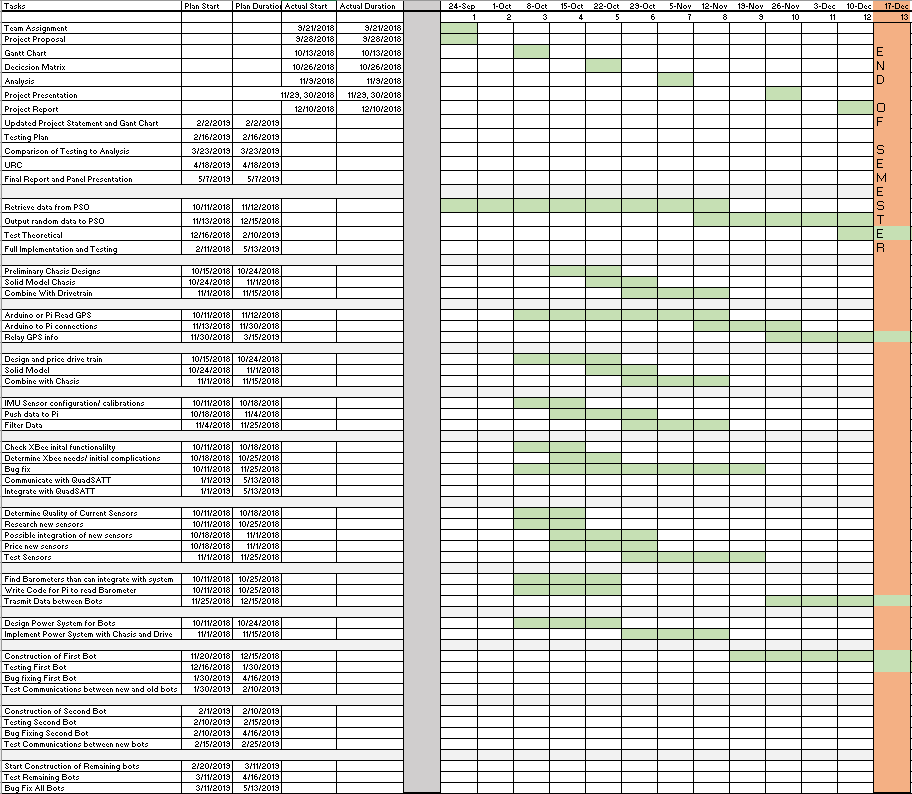 Tasks Plan Start Plan Duration Actual Start Actual Duration 24-Sep 1-Oct 8-Oct 15-Oct 22-Oct 29-Oct 5-Nov 12-Nov 19-Nov 26-Nov 3-Dec 10-Dec 17-Dec
1 2 3 4 5 6 7 8 9 10 11 12 13
Team Assignment 9/21/2018 9/21/2018
Project Proposal 9/28/2018 9/28/2018
Gantt Chart 10/13/2018 10/13/2018
Decicsion Matrix 10/26/2018 10/26/2018
Analysis 11/9/2018 11/9/2018
Project Presentation 11/29, 30/2018 11/29, 30/2018
Project Report 12/10/2018 12/10/2018
Updated Project Statement and Gant Chart 2/2/2019 2/2/2019
Testing Plan 2/16/2019 2/16/2019
Comparison of Testing to Analysis 3/23/2019 3/23/2019
URC 4/18/2019 4/18/2019
Final Report and Panel Presentation 5/7/2019 5/7/2019
END OF SEMESTER
Retrieve data from PSO 10/11/2018 11/12/2018
Output random data to PSO 11/13/2018 12/15/2018
Test Theoretical 12/16/2018 2/10/2019
Full Implementation and Testing 2/11/2019 5/13/2019
Preliminary Chasis Designs 10/15/2018 10/24/2018
Solid Model Chasis 10/24/2018 11/1/2018
Combine With Drivetrain 11/1/2018 11/15/2018
Arduino or Pi Read GPS 10/11/2018 11/12/2018
Arduino to Pi connections 11/13/2018 11/30/2018
Relay GPS info 11/30/2018 3/15/2019
Design and price drive train 10/15/2018 10/24/2018
Solid Model 10/24/2018 11/1/2018
Combine with Chasis 11/1/2018 11/15/2018
IMU Sensor configuration/ calibrations 10/11/2018 10/18/2018
Push data to Pi 10/18/2018 11/4/2018
Filter Data 11/4/2018 11/25/2018
Check XBee inital functionalilty 10/11/2018 10/18/2018
Determine Xbee needs/ initial complications 10/18/2018 10/25/2018
Bug fix 10/11/2018 11/25/2018
Communicate with QuadSATT 1/1/2019 5/13/2019
Integrate with QuadSATT 1/1/2019 5/13/2019
Determine Quality of Current Sensors 10/11/2018 10/18/2018
Research new sensors 10/11/2018 10/25/2018
Possible integration of new sensors 10/18/2018 11/1/2018
Price new sensors 10/18/2018 11/1/2018
Test Sensors 11/1/2018 11/25/2018
Find Barometers than can integrate with system 10/11/2018 10/25/2018
Write Code for Pi to read Barometer 10/11/2018 10/25/2018
Trasmit Data between Bots 11/25/2018 12/15/2018
Design Power System for Bots 10/11/2018 10/24/2018
Implement Power System with Chasis and Drive 11/1/2018 11/15/2018
Construction of First Bot 11/20/2018 12/15/2018
Testing First Bot 12/16/2018 1/30/2019
Bug fixing First Bot 1/30/2019 4/16/2019
Test Communications between new and old bots 1/30/2019 2/10/2019
Construction of Second Bot 2/1/2019 2/10/2019
Testing Second Bot 2/10/2019 2/15/2019
Bug Fixing Second Bot 2/10/2019 4/16/2019
Test Communications between new bots 2/15/2019 2/25/2019
Start Construction of Remaining bots 2/20/2019 3/11/2019
Test Remaining Bots 3/11/2019 4/16/2019
Bug Fix All Bots 3/11/2019 5/13/2019